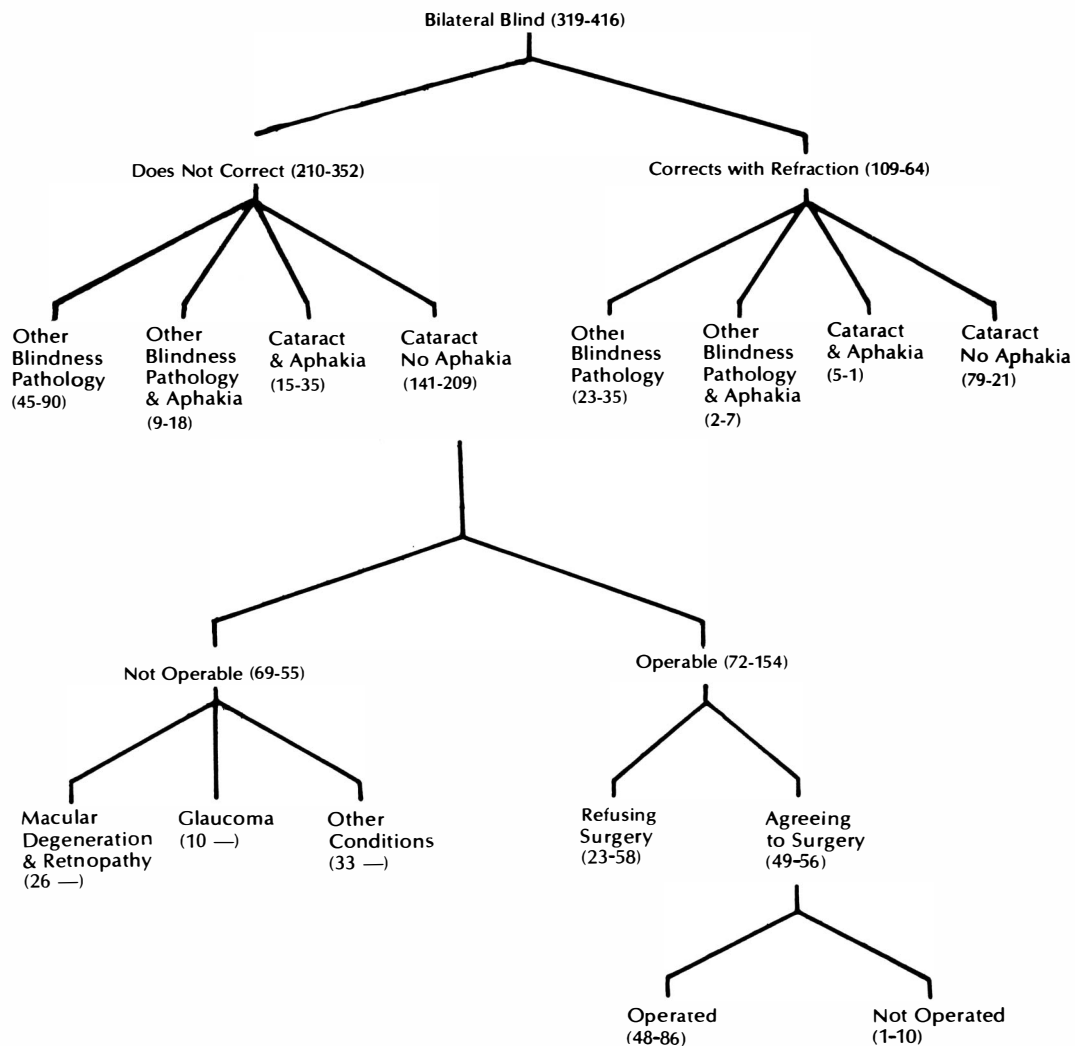 Bilateral Blind (319-416)
Does Not Correct (210-352)
Corrects with Refraction (109-64)
Other
Blindness
Pathology
(45-90)
Other
Blindness
Pathology
& Aphakia
(9-18)
Cataract
& Aphakia
(15-35)
Cataract
No Aphakia
(141-209)
Other
Blindness
Pathology
(23-35)
Other
Blindness
Pathology
& Aphakia
(2-7)
Cataract
& Aphakia
(5-1)
Cataract
No Aphakia
(79-21)
Not Operable (69-55)
Operable (72-154)
Macular
Degeneration
& Retnopathy
(26 —)
Glaucoma
(10 —)
Other
Conditions
(33 —)
Refusing
Surgery
(23-58)
Agreeing
to Surgery
(49-56)
Operated
(48-86)
Not Operated
(1-10)